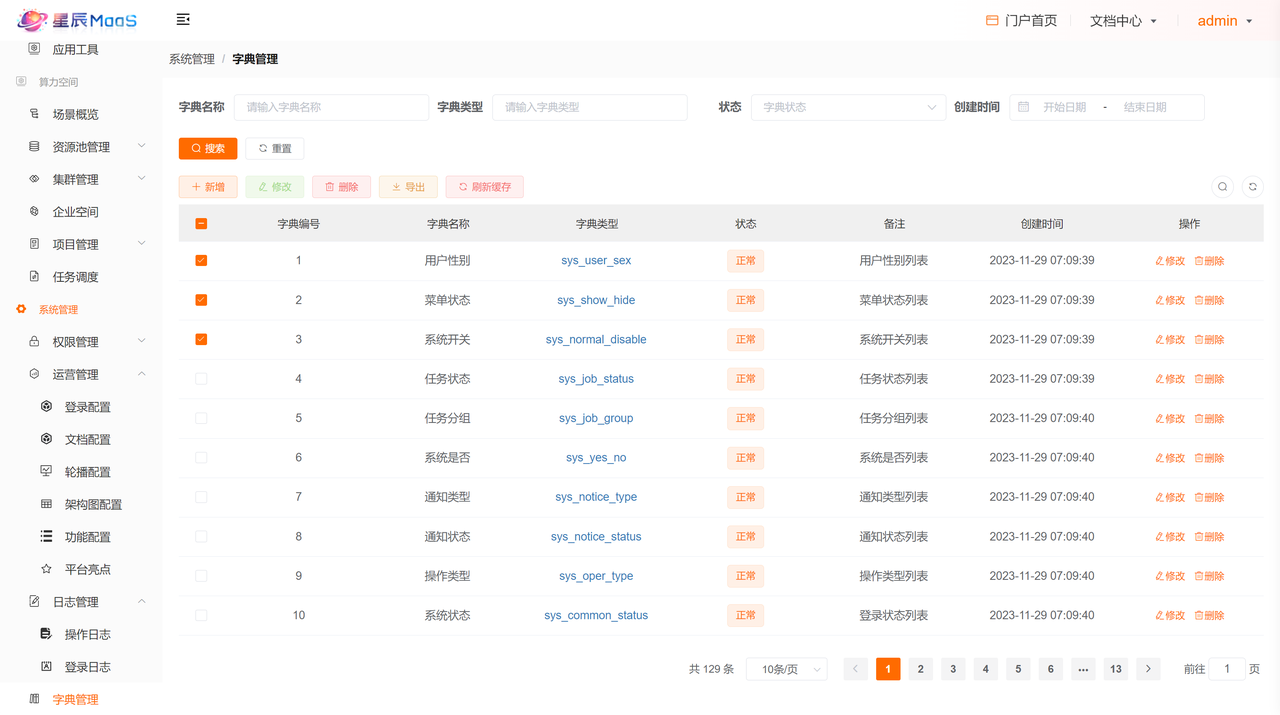 星辰MaaS
门户首页
文档中心
admin
应用工具
算力空间
场景概览
资源池管理
集群管理
企业空间
项目管理
任务调度
系统管理
权限管理
运营管理
登录配置
文档配置
轮播配置
架构图配置
功能配置
平台亮点
日志管理
操作日志
登录日志
字典管理
系统管理 / 字典管理
字典名称 请输入字典名称 字典类型 请输入字典类型 状态 字典状态 创建时间 开始日期 - 结束日期
搜索 重置
新增 修改 删除 导出 刷新缓存
字典编号 字典名称 字典类型 状态 备注 创建时间 操作
1 用户性别 sys_user_sex 正常 用户性别列表 2023-11-29 07:09:39 修改 删除
2 菜单状态 sys_show_hide 正常 菜单状态列表 2023-11-29 07:09:39 修改 删除
3 系统开关 sys_normal_disable 正常 系统开关列表 2023-11-29 07:09:39 修改 删除
4 任务状态 sys_job_status 正常 任务状态列表 2023-11-29 07:09:39 修改 删除
5 任务分组 sys_job_group 正常 任务分组列表 2023-11-29 07:09:40 修改 删除
6 系统是否 sys_yes_no 正常 系统是否列表 2023-11-29 07:09:40 修改 删除
7 通知类型 sys_notice_type 正常 通知类型列表 2023-11-29 07:09:40 修改 删除
8 通知状态 sys_notice_status 正常 通知状态列表 2023-11-29 07:09:40 修改 删除
9 操作类型 sys_oper_type 正常 操作类型列表 2023-11-29 07:09:40 修改 删除
10 系统状态 sys_common_status 正常 登录状态列表 2023-11-29 07:09:40 修改 删除
共 129 条 10条/页 1 2 3 4 5 6 ... 13 前往 1 页